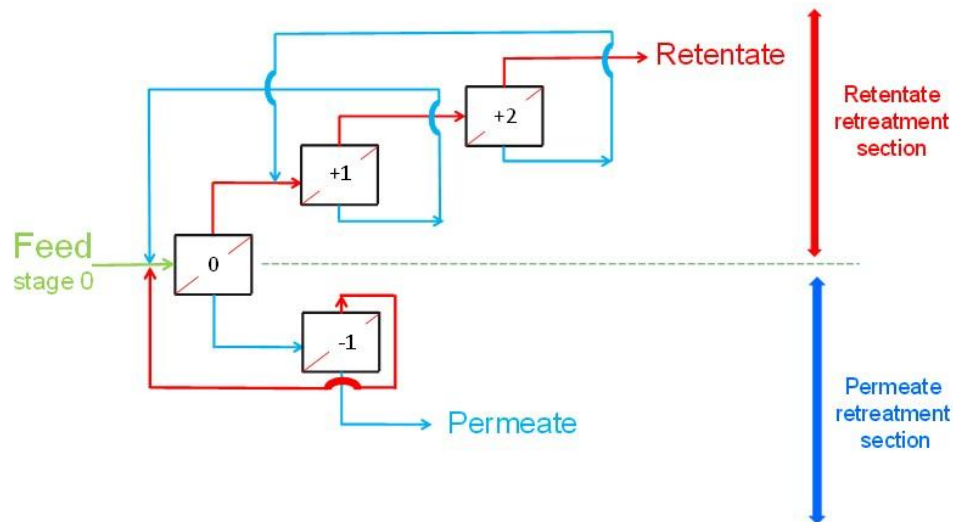 Retentate
+2
+1
Retentate
retreatment
section
Feed
stage 0
0
-1
Permeate
Permeate
retreatment
section